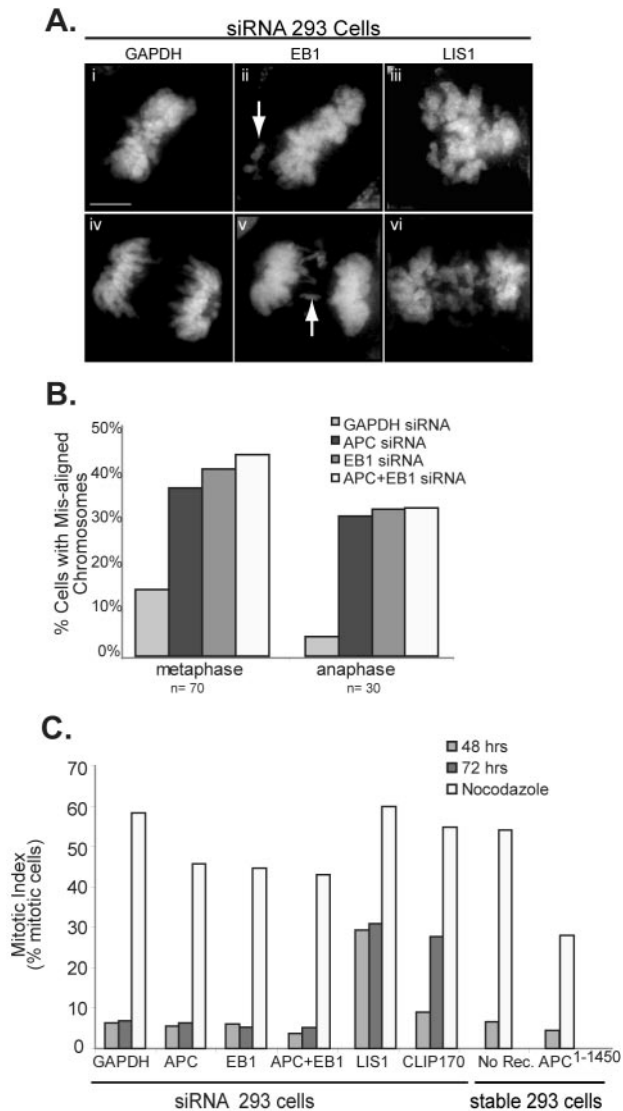 A.
siRNA 293 Cells
GAPDH EB1 LIS1
i ii iii
iv v vi
B.
50%
40%
30%
20%
10%
0%
% Cells with Mis-aligned
Chromosomes
GAPDH siRNA
APC siRNA
EB1 siRNA
APC+EB1 siRNA
metaphase anaphase
n= 70 n= 30
C.
48 hrs
72 hrs
Nocodazole
70
60
50
40
30
20
10
0
Mitotic Index
(% mitotic cells)
GAPDH APC EB1 APC+EB1 LIS1 CLIP170 No Rec. APC1-1450
siRNA 293 cells stable 293 cells